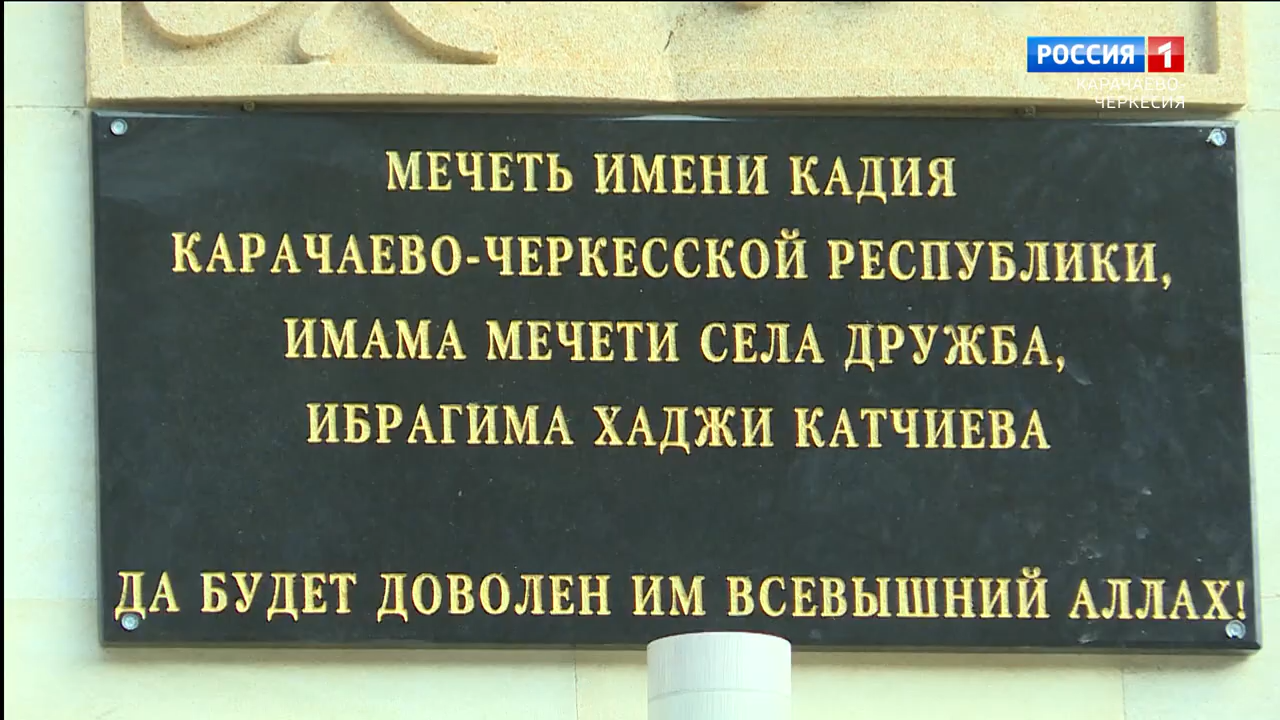 РОССИЯ 1
КАРАЧАЕВО-
ЧЕРКЕСИЯ
МЕЧЕТЬ ИМЕНИ КАДИЯ
КАРАЧАЕВО-ЧЕРКЕССКОЙ РЕСПУБЛИКИ,
ИМАМА МЕЧЕТИ СЕЛА ДРУЖБА,
ИБРАГИМА ХАДЖИ КАТЧИЕВА
ДА БУДЕТ ДОВОЛЕН ИМ ВСЕВЫШНИЙ АЛЛАХ!